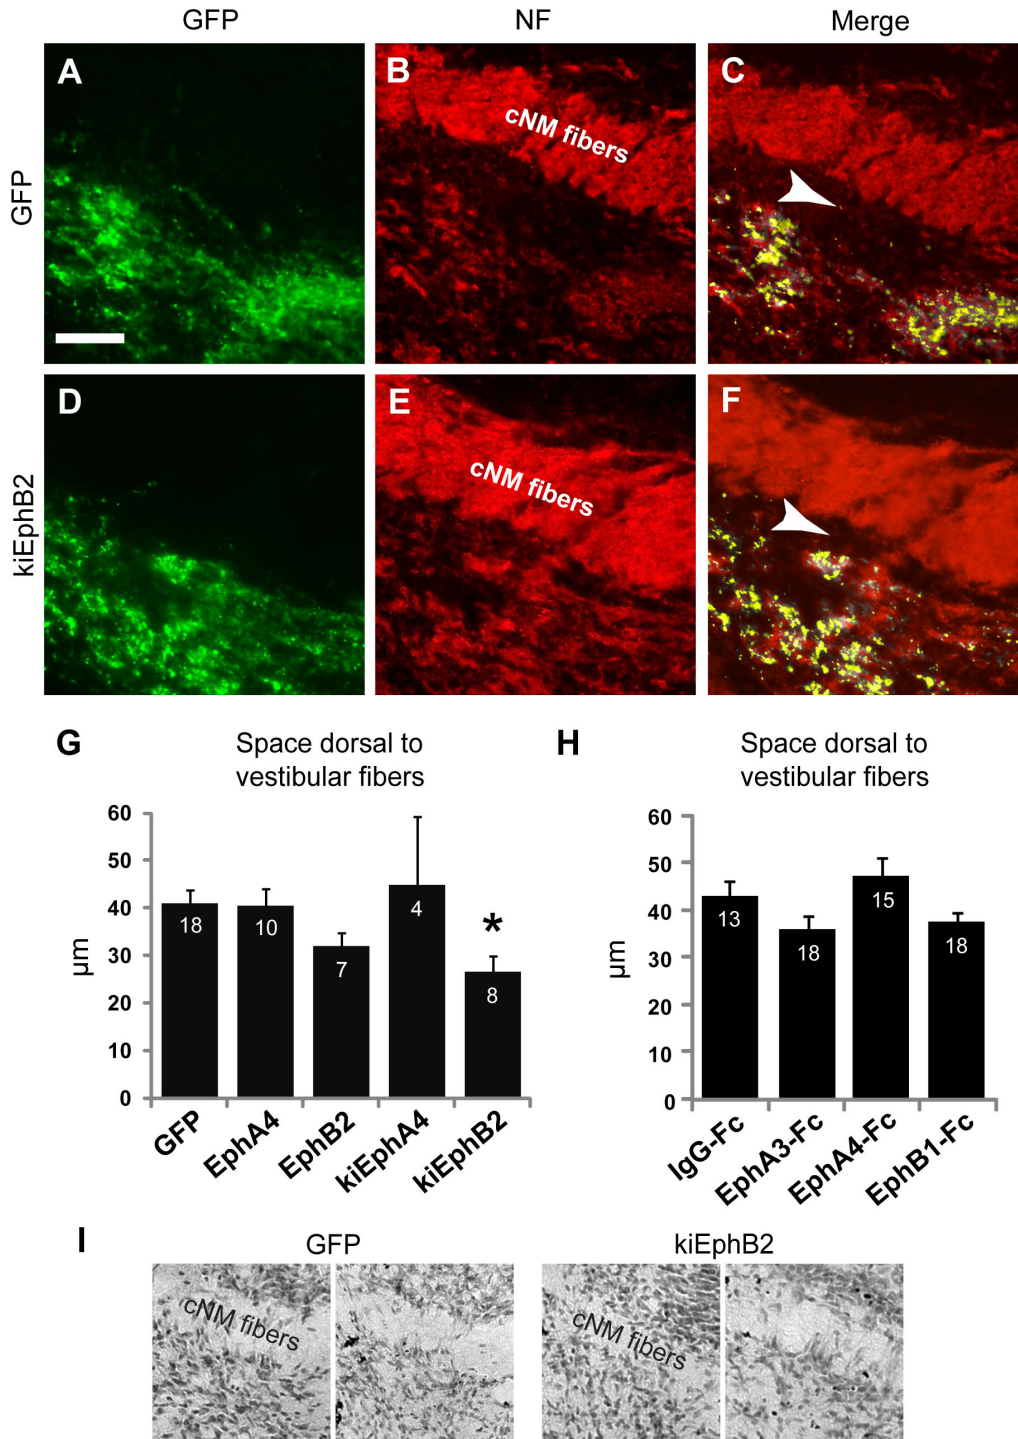 GFP NF Merge
GFP
A B C
cNM fibers
kiEphB2
D E F
cNM fibers
G
Space dorsal to
vestibular fibers
µm
60
50
40
30
20
10
0
18 10 7 4 8
*
GFP EphA4 EphB2 kiEphA4 kiEphB2
H
Space dorsal to
vestibular fibers
µm
60
50
40
30
20
10
0
13 18 15 18
IgG-Fc EphA3-Fc EphA4-Fc EphB1-Fc
I
GFP kiEphB2
cNM fibers cNM fibers